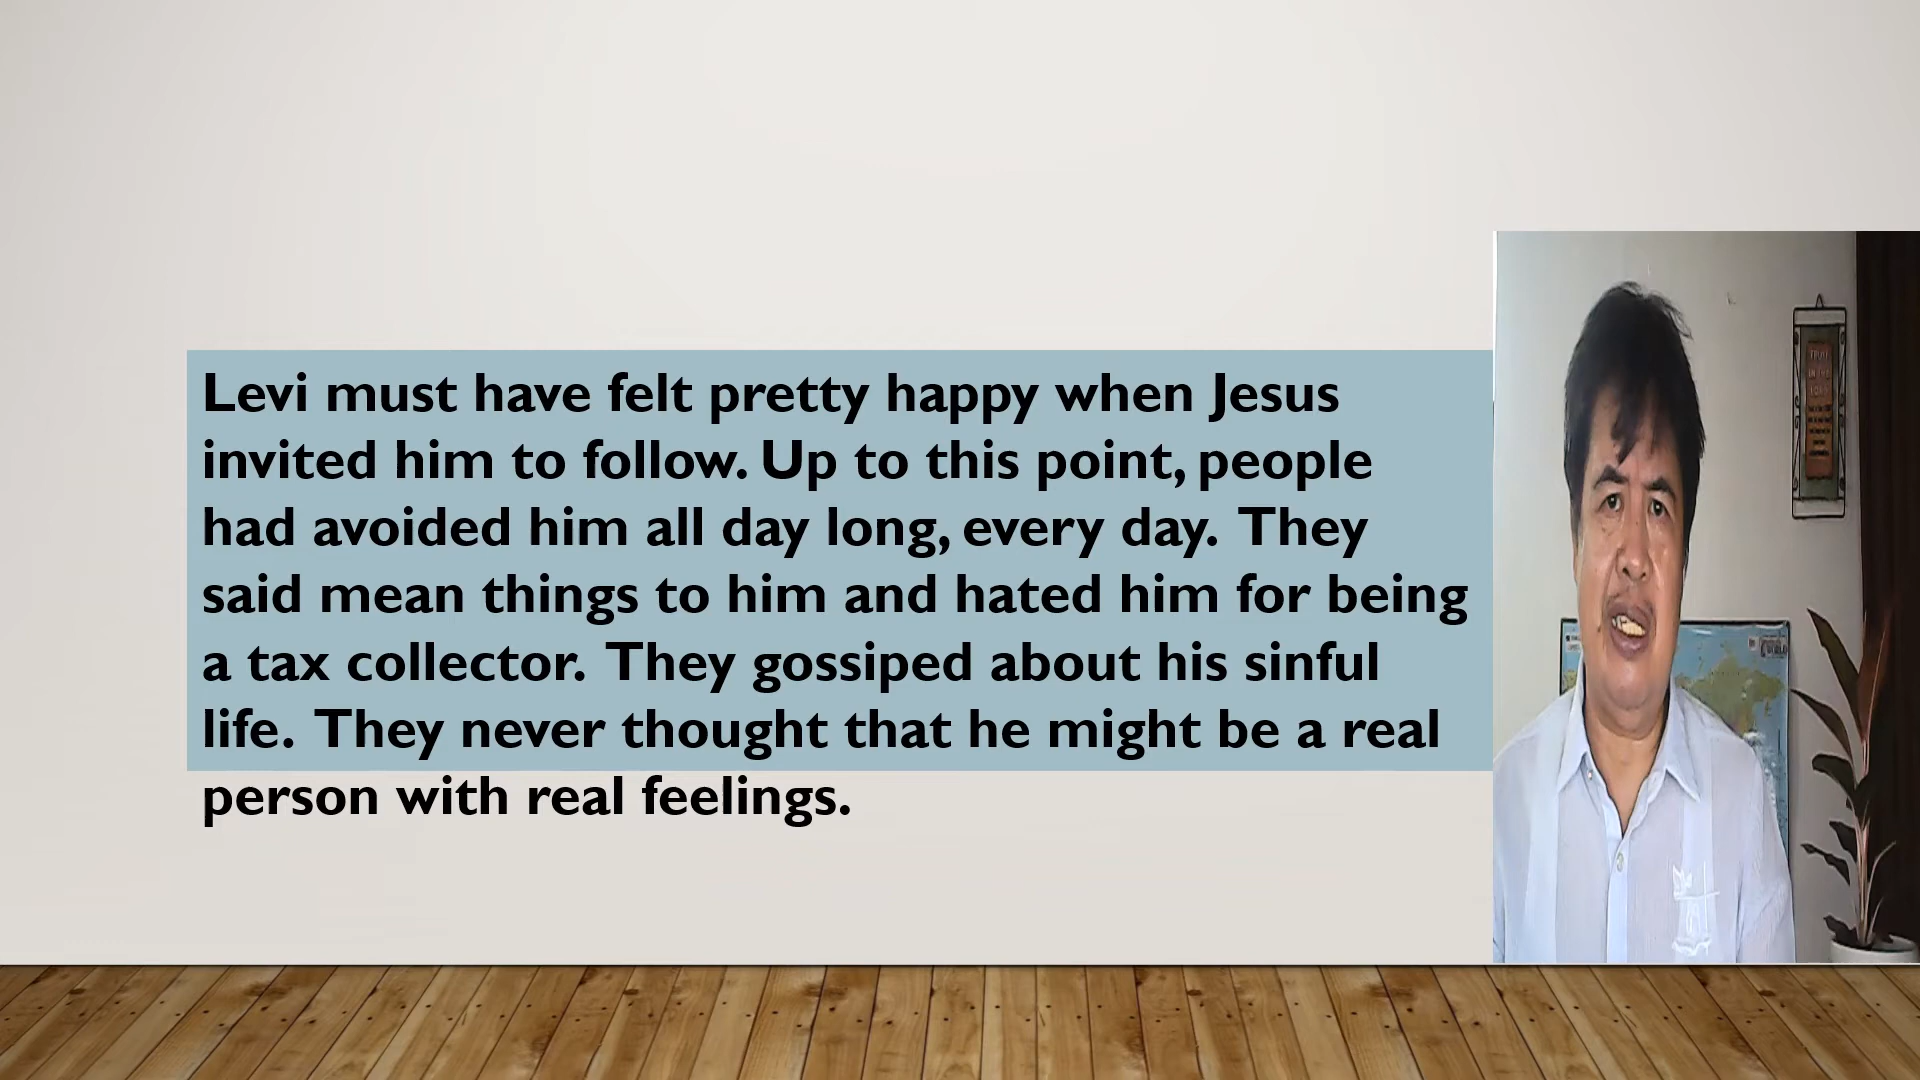 Levi must have felt pretty happy when Jesus
invited him to follow. Up to this point, people
had avoided him all day long, every day. They
said mean things to him and hated him for being
a tax collector. They gossiped about his sinful
life. They never thought that he might be a real
person with real feelings.